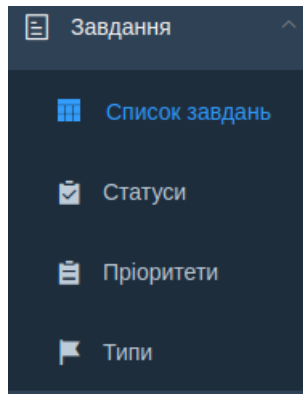 Завдання
Список завдань
Статуси
Пріоритети
Типи